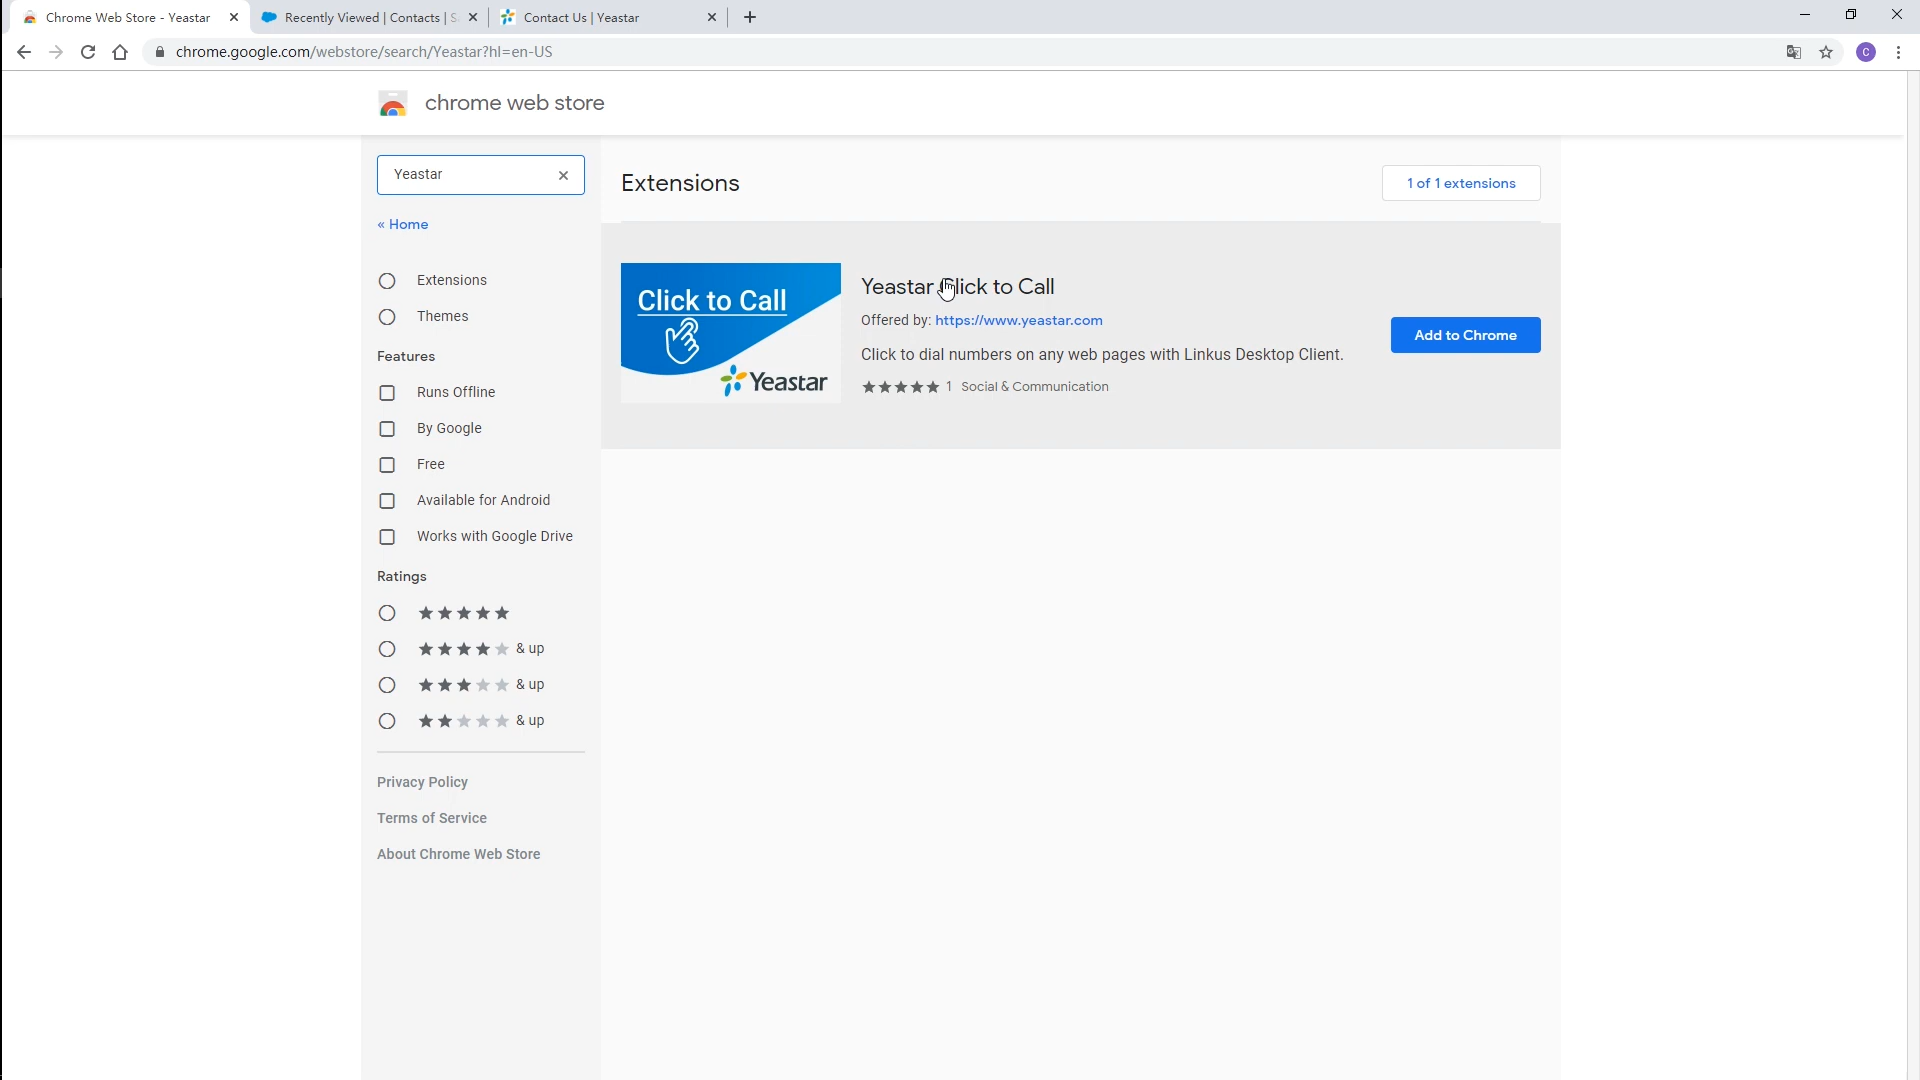 Chrome Web Store - Yeastar
Recently Viewed | Contacts | S
Contact Us | Yeastar
chrome.google.com/webstore/search/Yeastar?hl=en-US
C
chrome web store
Yeastar
« Home
Extensions
Themes
Features
Runs Offline
By Google
Free
Available for Android
Works with Google Drive
Ratings
& up
& up
& up
Privacy Policy
Terms of Service
About Chrome Web Store
Extensions
1 of 1 extensions
Click to Call
Yeastar
Yeastar Click to Call
Offered by: https://www.yeastar.com
Click to dial numbers on any web pages with Linkus Desktop Client.
1 Social & Communication
Add to Chrome